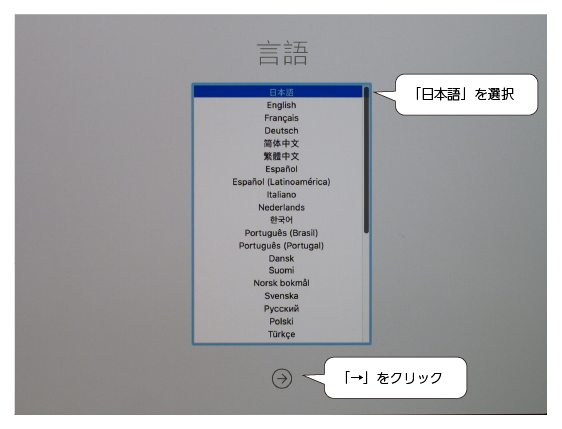 言語
日本語
「日本語」を選択
English
Français
Deutsch
简体中文
繁體中文
Español
Español (Latinoamérica)
Italiano
Nederlands
한국어
Português (Brasil)
Português (Portugal)
Dansk
Suomi
Norsk bokmål
Svenska
Русский
Polski
Türkçe
「→」をクリック